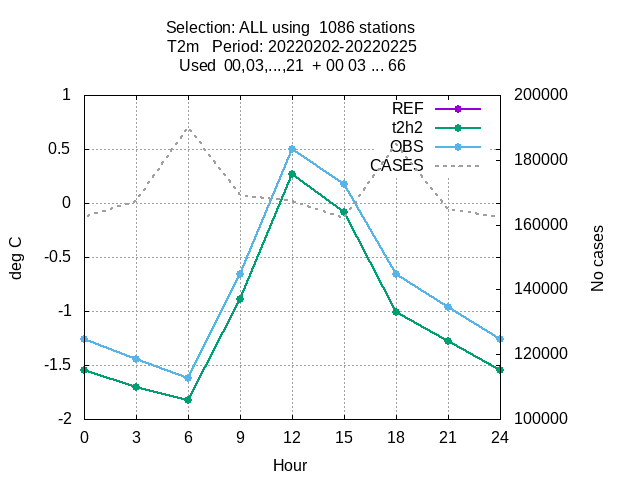 Selection: ALL using  1086 stations
T2m   Period: 20220202-20220225
Used  00,03,...,21  + 00 03 ... 66
1
0.5
0
-0.5
-1
-1.5
-2
deg C
REF
t2h2
OBS
CASES
200000
180000
160000
140000
120000
100000
No cases
0 3 6 9 12 15 18 21 24
Hour